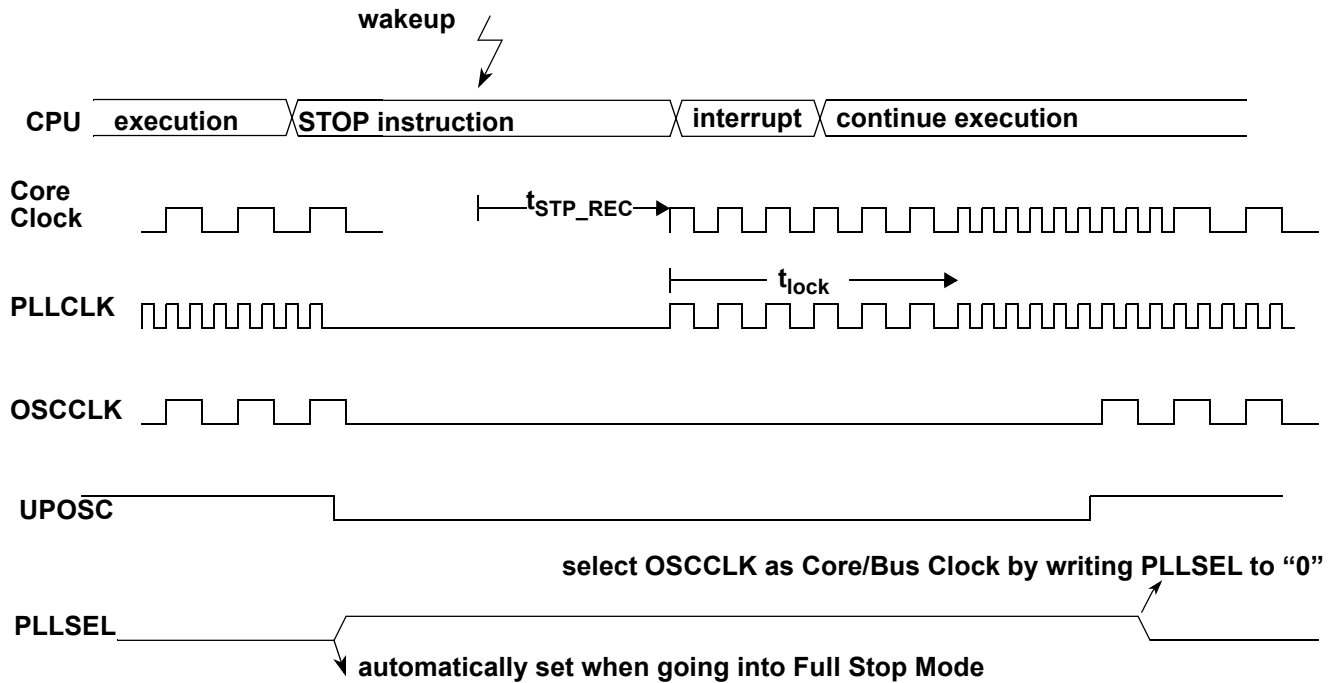 wakeup
CPU execution STOP instruction interrupt continue execution
Core
Clock
tSTP_REC
tlock
PLLCLK
OSCCLK
UPOSC
select OSCCLK as Core/Bus Clock by writing PLLSEL to “0”
PLLSEL
automatically set when going into Full Stop Mode